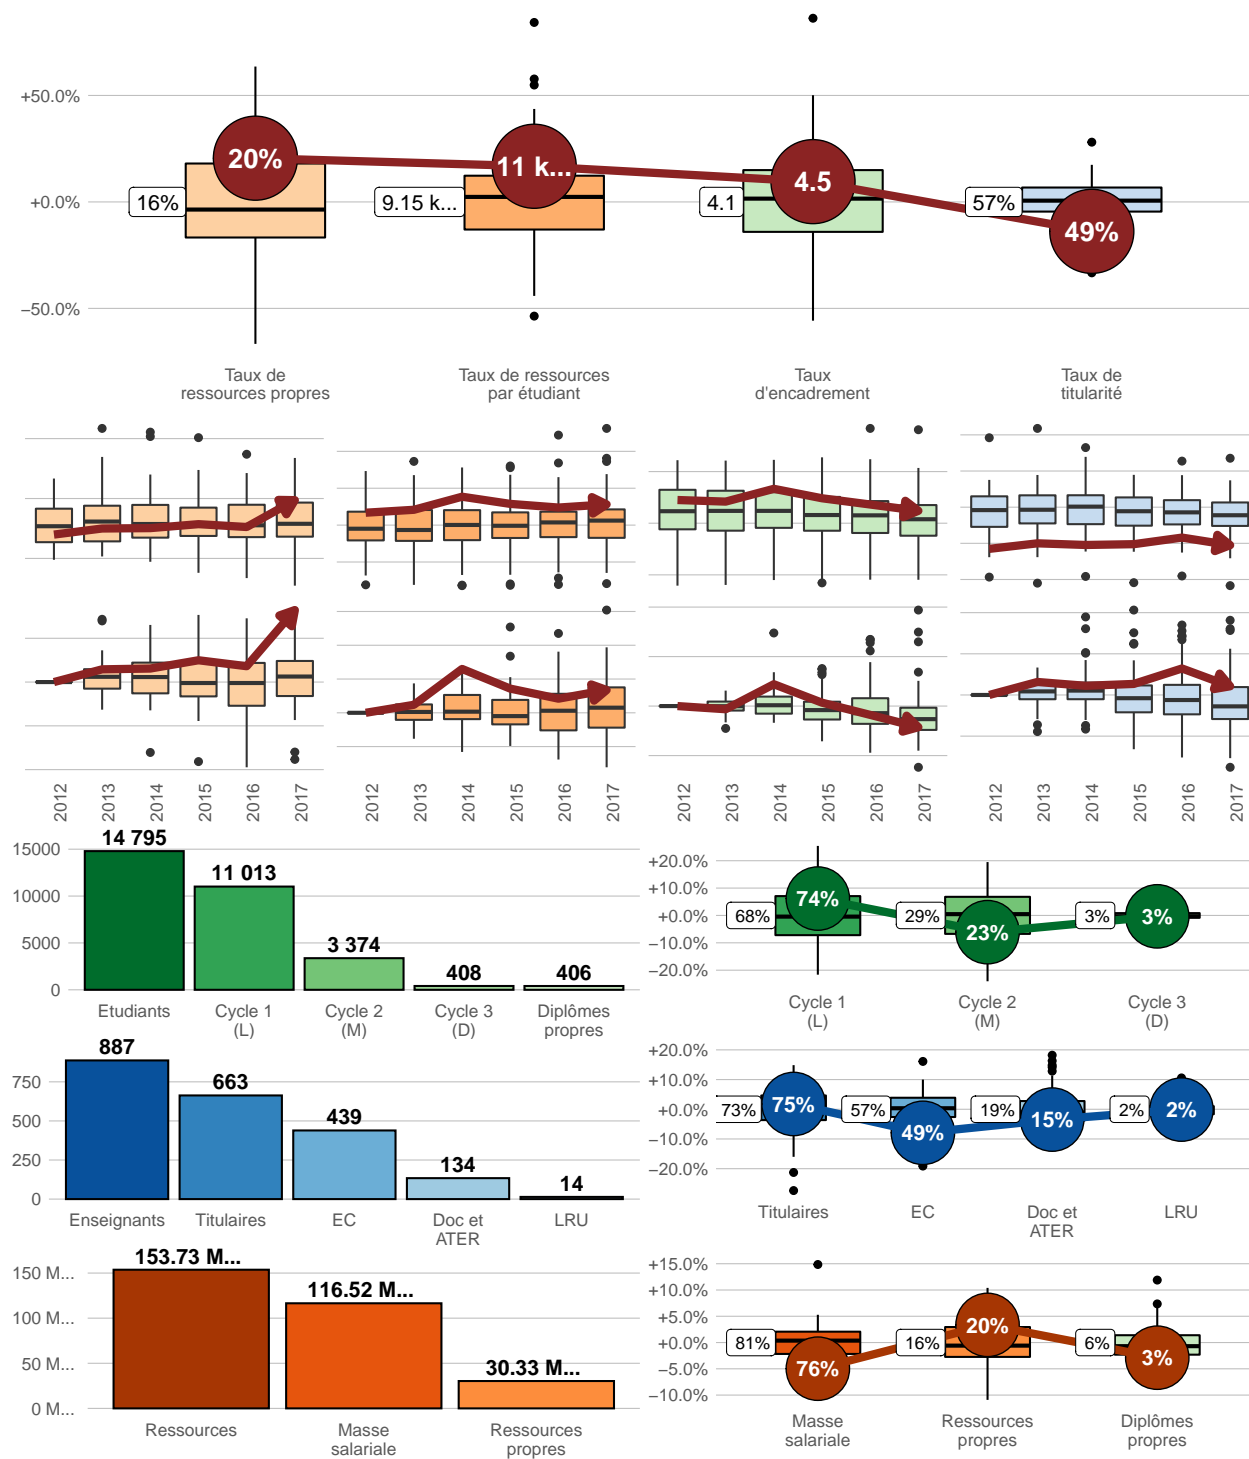 +50.0%
+0.0%
−50.0%
16%
20%
9.15 k...
11 k...
4.1
4.5
57%
49%
Taux de
ressources propres
Taux de ressources
par étudiant
Taux
d'encadrement
Taux de
titularité
2012
2013
2014
2015
2016
2017
2012
2013
2014
2015
2016
2017
2012
2013
2014
2015
2016
2017
2012
2013
2014
2015
2016
2017
15000
10000
5000
0
14 795
11 013
3 374
408
406
Etudiants
Cycle 1
(L)
Cycle 2
(M)
Cycle 3
(D)
Diplômes
propres
+20.0%
+10.0%
+0.0%
−10.0%
−20.0%
68%
74%
29%
23%
3%
3%
Cycle 1
(L)
Cycle 2
(M)
Cycle 3
(D)
750
500
250
0
887
663
439
134
14
Enseignants
Titulaires
EC
Doc et
ATER
LRU
+20.0%
+10.0%
+0.0%
−10.0%
−20.0%
73%
75%
57%
49%
19%
15%
2%
2%
Titulaires
EC
Doc et
ATER
LRU
150 M...
100 M...
50 M...
0 M...
153.73 M...
116.52 M...
30.33 M...
Ressources
Masse
salariale
Ressources
propres
+15.0%
+10.0%
+5.0%
+0.0%
−5.0%
−10.0%
81%
76%
16%
20%
6%
3%
Masse
salariale
Ressources
propres
Diplômes
propres